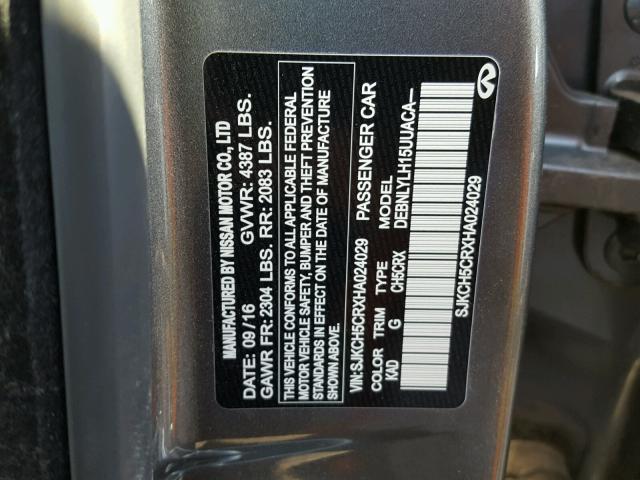 MANUFACTURED BY NISSAN MOTOR CO., LTD
DATE: 09/16 GVWR: 4387 LBS.
GAWR FR: 2304 LBS. RR: 2083 LBS.
THIS VEHICLE CONFORMS TO ALL APPLICABLE FEDERAL
MOTOR VEHICLE SAFETY, BUMPER AND THEFT PREVENTION
STANDARDS IN EFFECT ON THE DATE OF MANUFACTURE
SHOWN ABOVE.
VIN:SJKCH5CRXHA024029 PASSENGER CAR
COLOR TRIM TYPE MODEL
KAD G CH5CRX DEBNLYLH15UUACA--
SJKCH5CRXHA024029